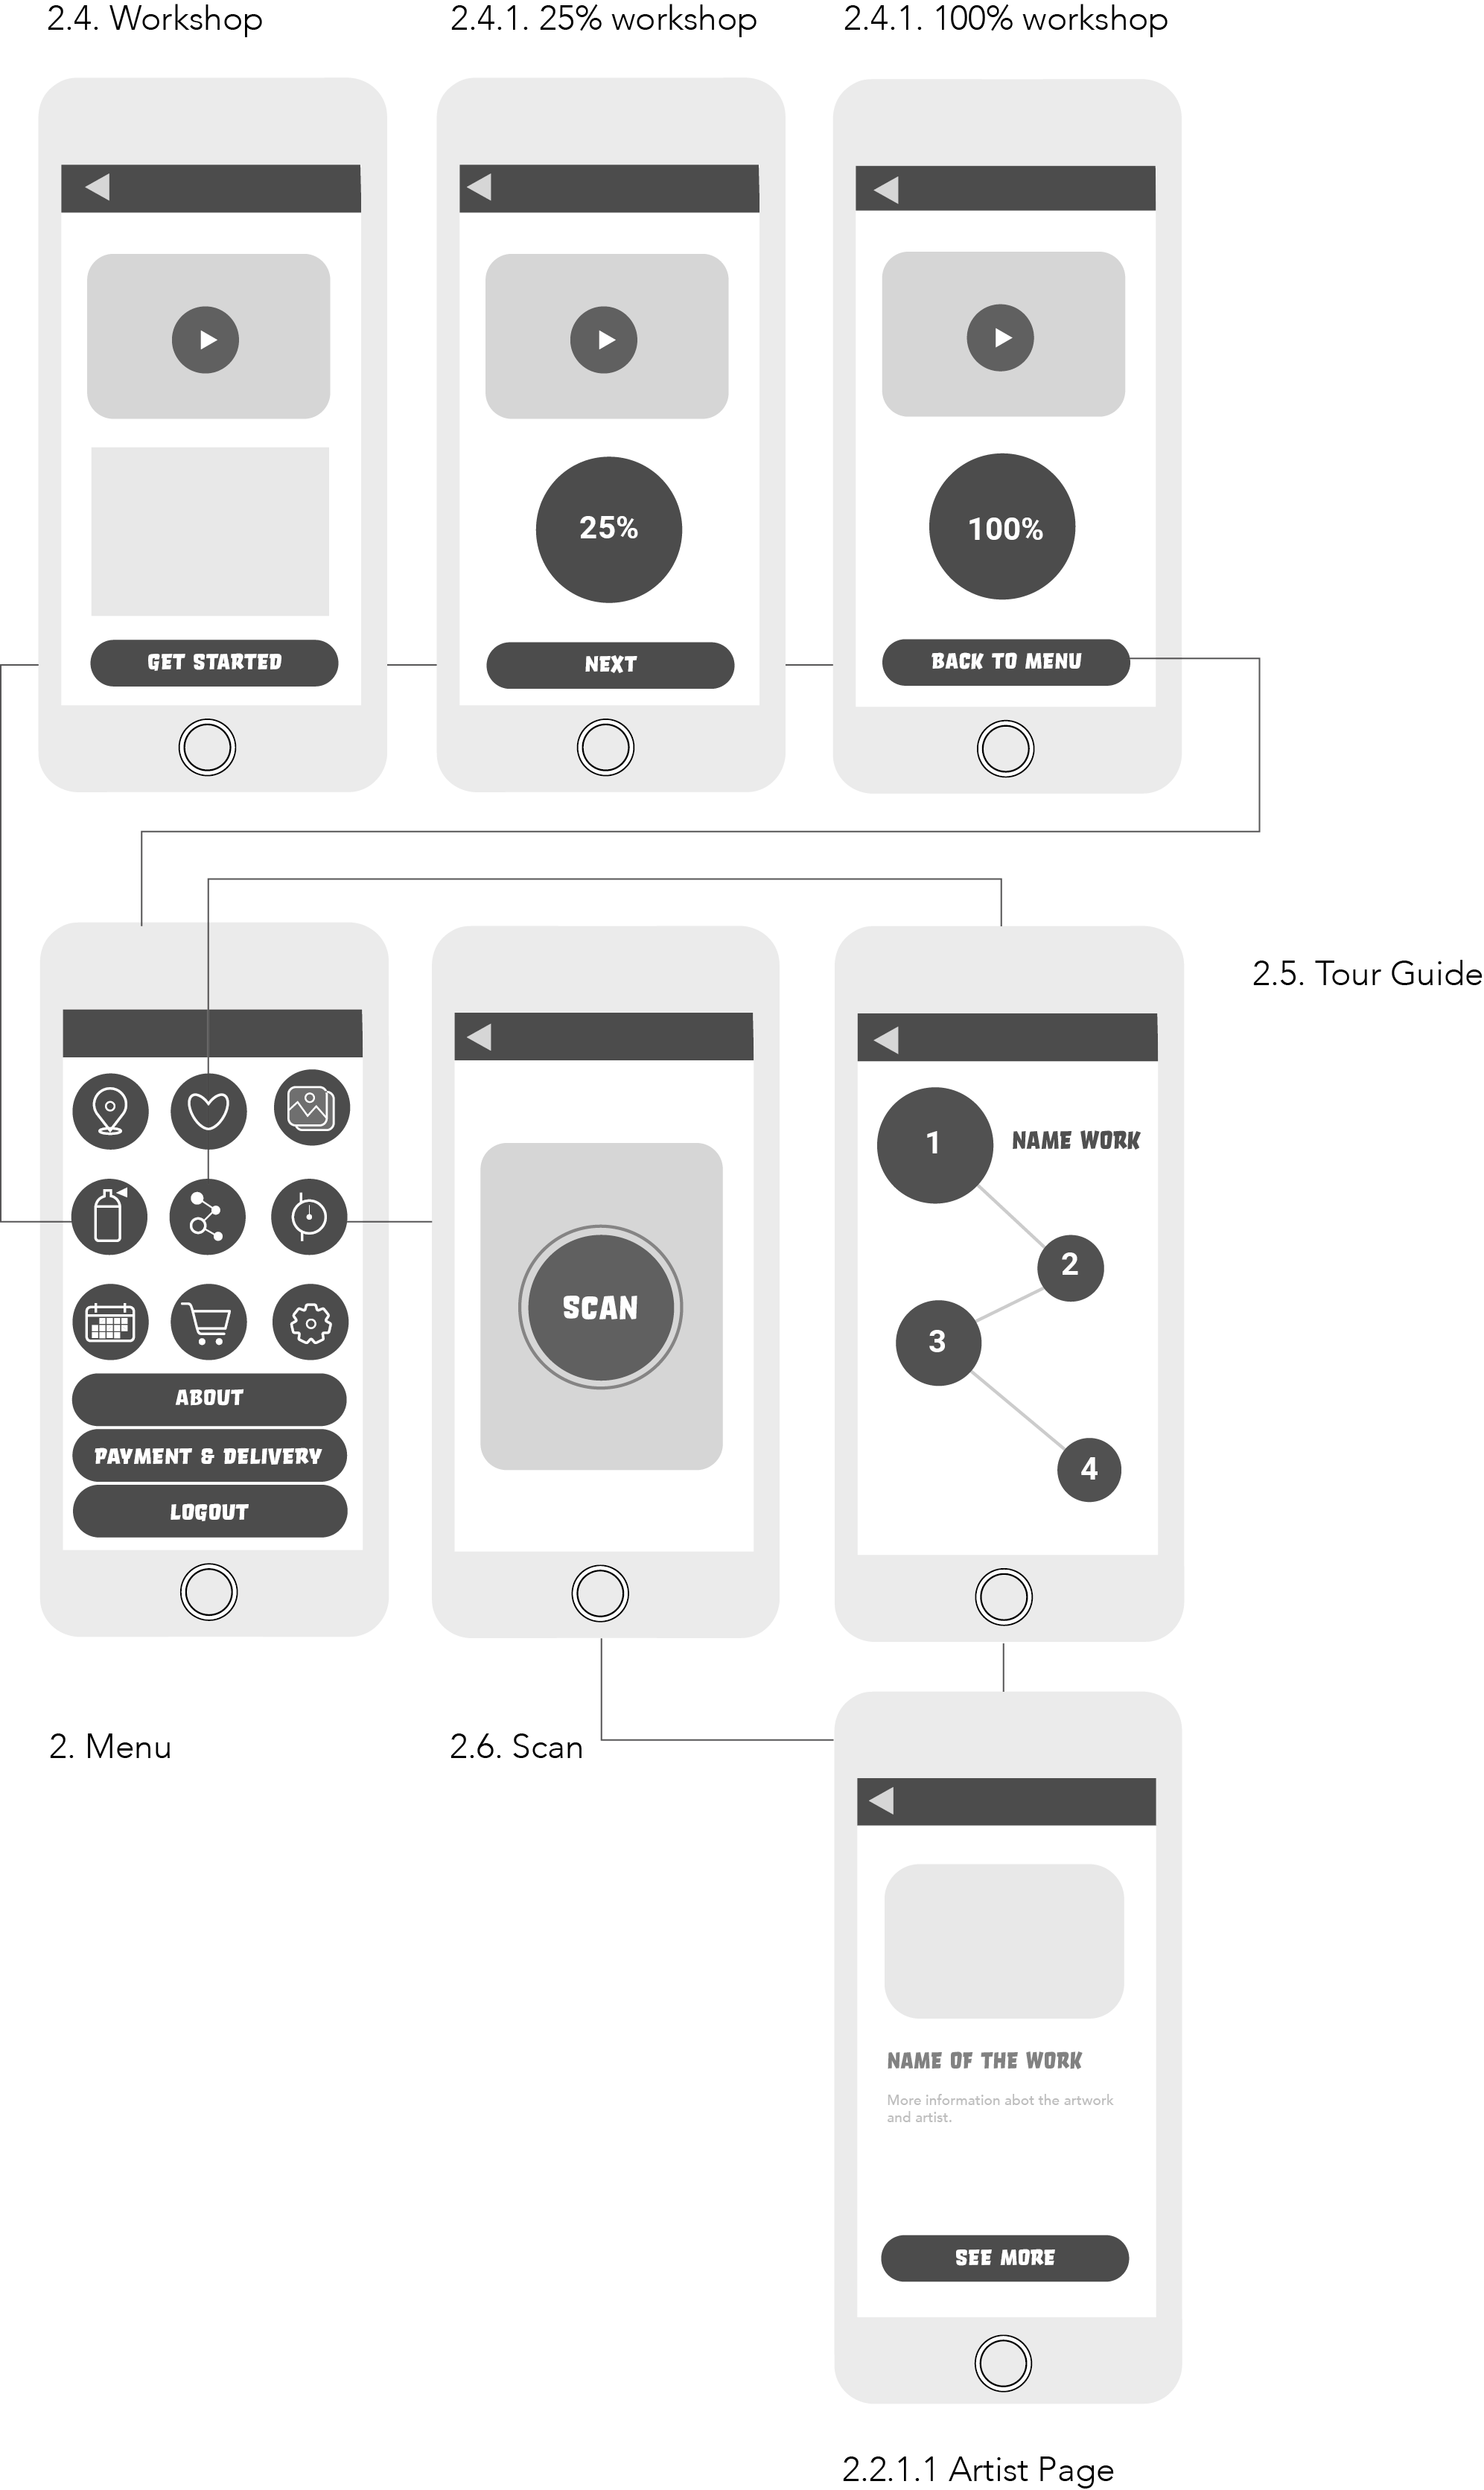 2.4. Workshop
2.4.1. 25% workshop
2.4.1. 100% workshop
GET STARTED
25%
NEXT
100%
BACK TO MENU
2.5. Tour Guide
ABOUT
PAYMENT & DELIVERY
LOGOUT
SCAN
1
NAME WORK
2
3
4
2. Menu
2.6. Scan
NAME OF THE WORK
More information abot the artwork
and artist.
SEE MORE
2.2.1.1 Artist Page